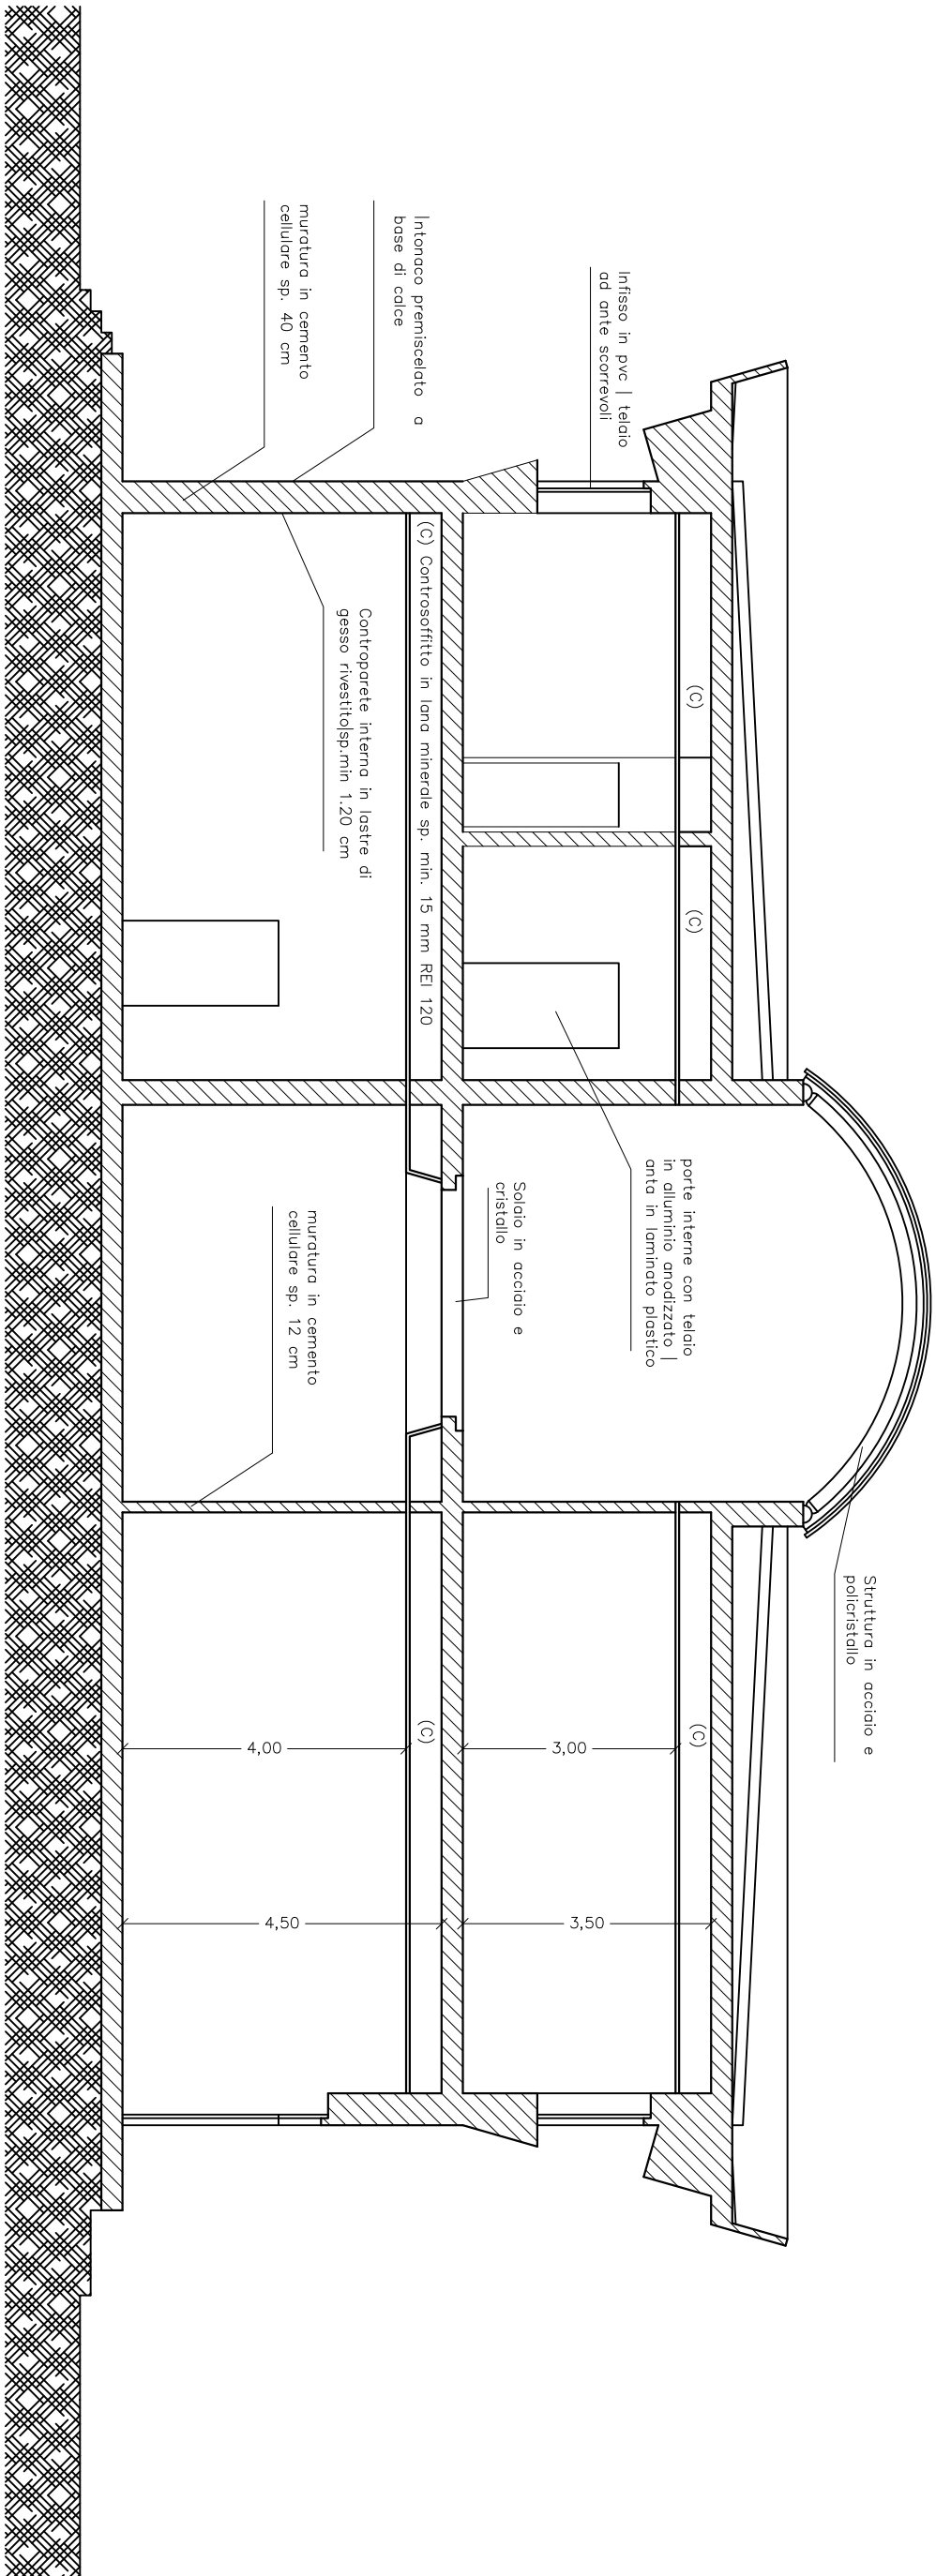 Struttura in acciaio e
policristallo
Infisso in pvc | telaio
ad ante scorrevoli
(C)
(C)
(C)
porte interne con telaio
in alluminio anodizzato |
anta in laminato plastico
3,00
3,50
Solaio in acciaio e
cristallo
Intonaco premiscelato a
base di calce
(C) Controsoffitto in lana minerale sp. min. 15 mm REI 120
(C)
Controparete interna in lastre di
gesso rivestito|sp.min 1.20 cm
muratura in cemento
cellulare sp. 40 cm
muratura in cemento
cellulare sp. 12 cm
4,00
4,50